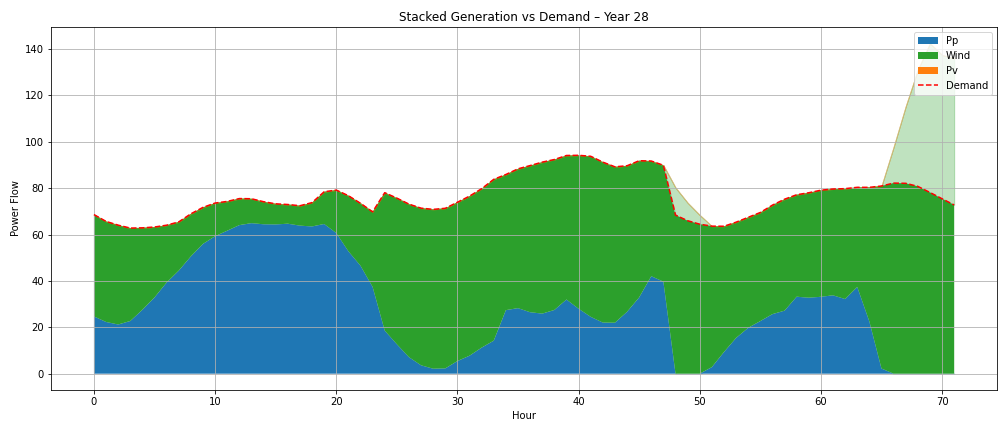 Stacked Generation vs Demand – Year 28
Power Flow
140
120
100
80
60
40
20
0
0 10 20 30 40 50 60 70
Hour
Pp
Wind
Pv
Demand